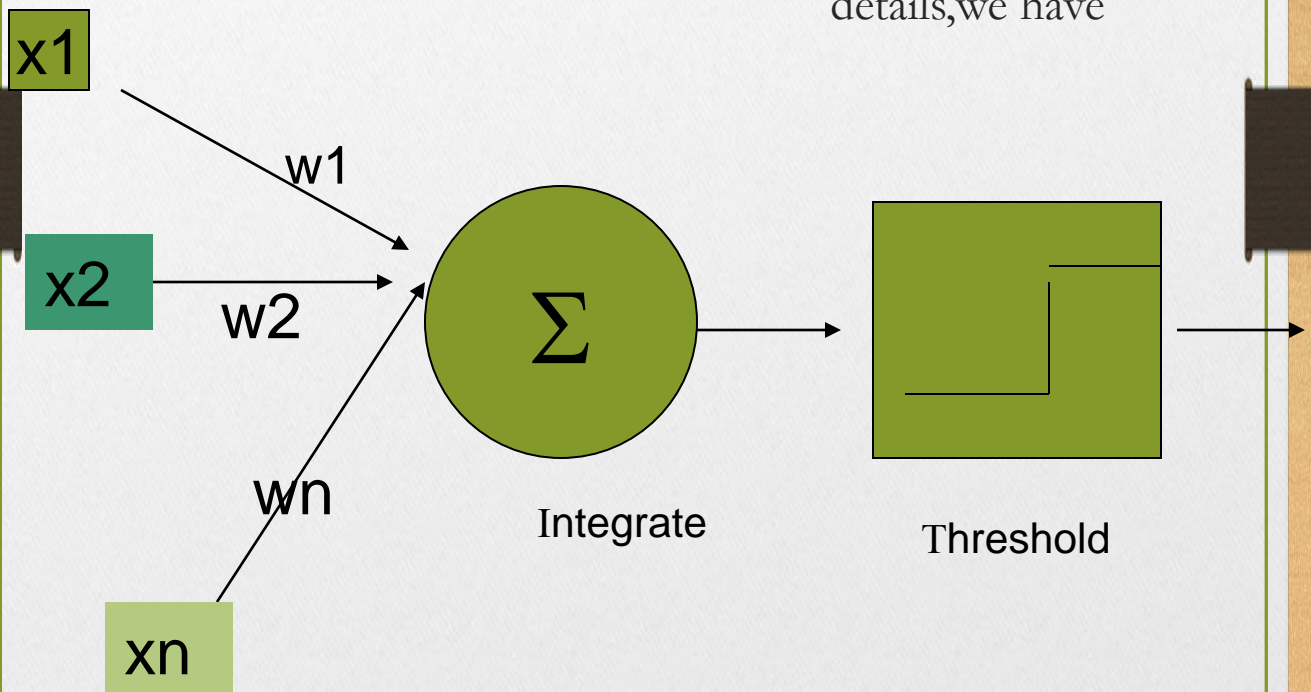 details,we have
x1
w1
x2
w2
Σ
wn
Integrate
Threshold
xn